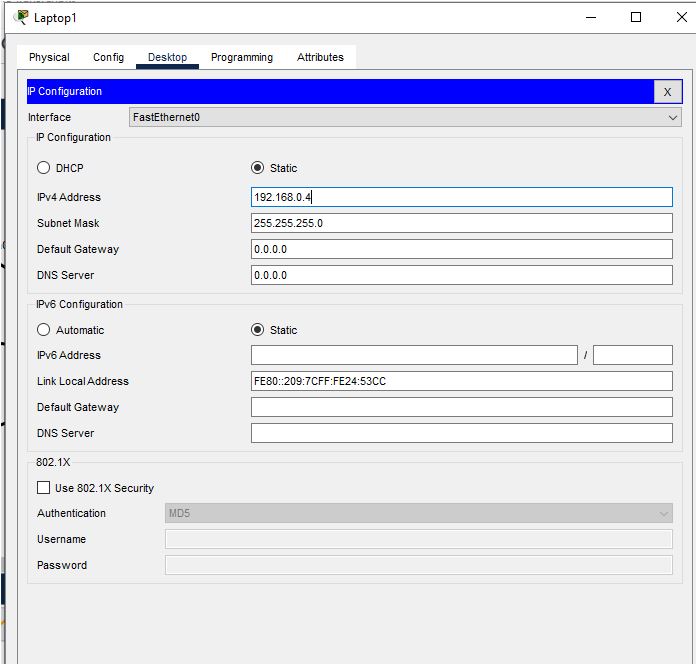 Laptop1
Physical Config Desktop Programming Attributes
IP Configuration X
Interface FastEthernet0
IP Configuration
DHCP Static
IPv4 Address 192.168.0.4
Subnet Mask 255.255.255.0
Default Gateway 0.0.0.0
DNS Server 0.0.0.0
IPv6 Configuration
Automatic Static
IPv6 Address /
Link Local Address FE80::209:7CFF:FE24:53CC
Default Gateway
DNS Server
802.1X
Use 802.1X Security
Authentication MD5
Username
Password